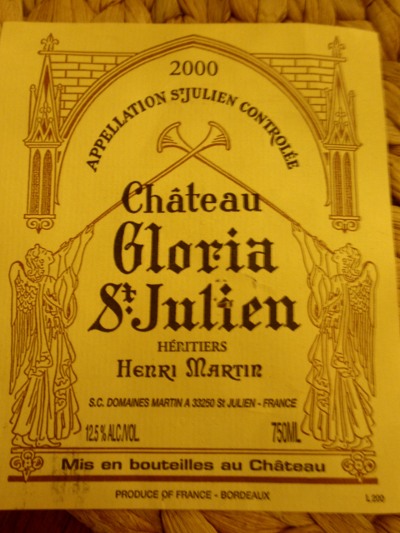 2000
APPELLATION St JULIEN CONTROLÉE
Château
Gloria
St. Julien
HÉRITIERS
HENRI MARTIN
S.C. DOMAINES MARTIN A 33250 St JULIEN - FRANCE
12.5 % ALC./VOL. 750ML
Mis en bouteilles au Château
PRODUCE OF FRANCE - BORDEAUX
L 200